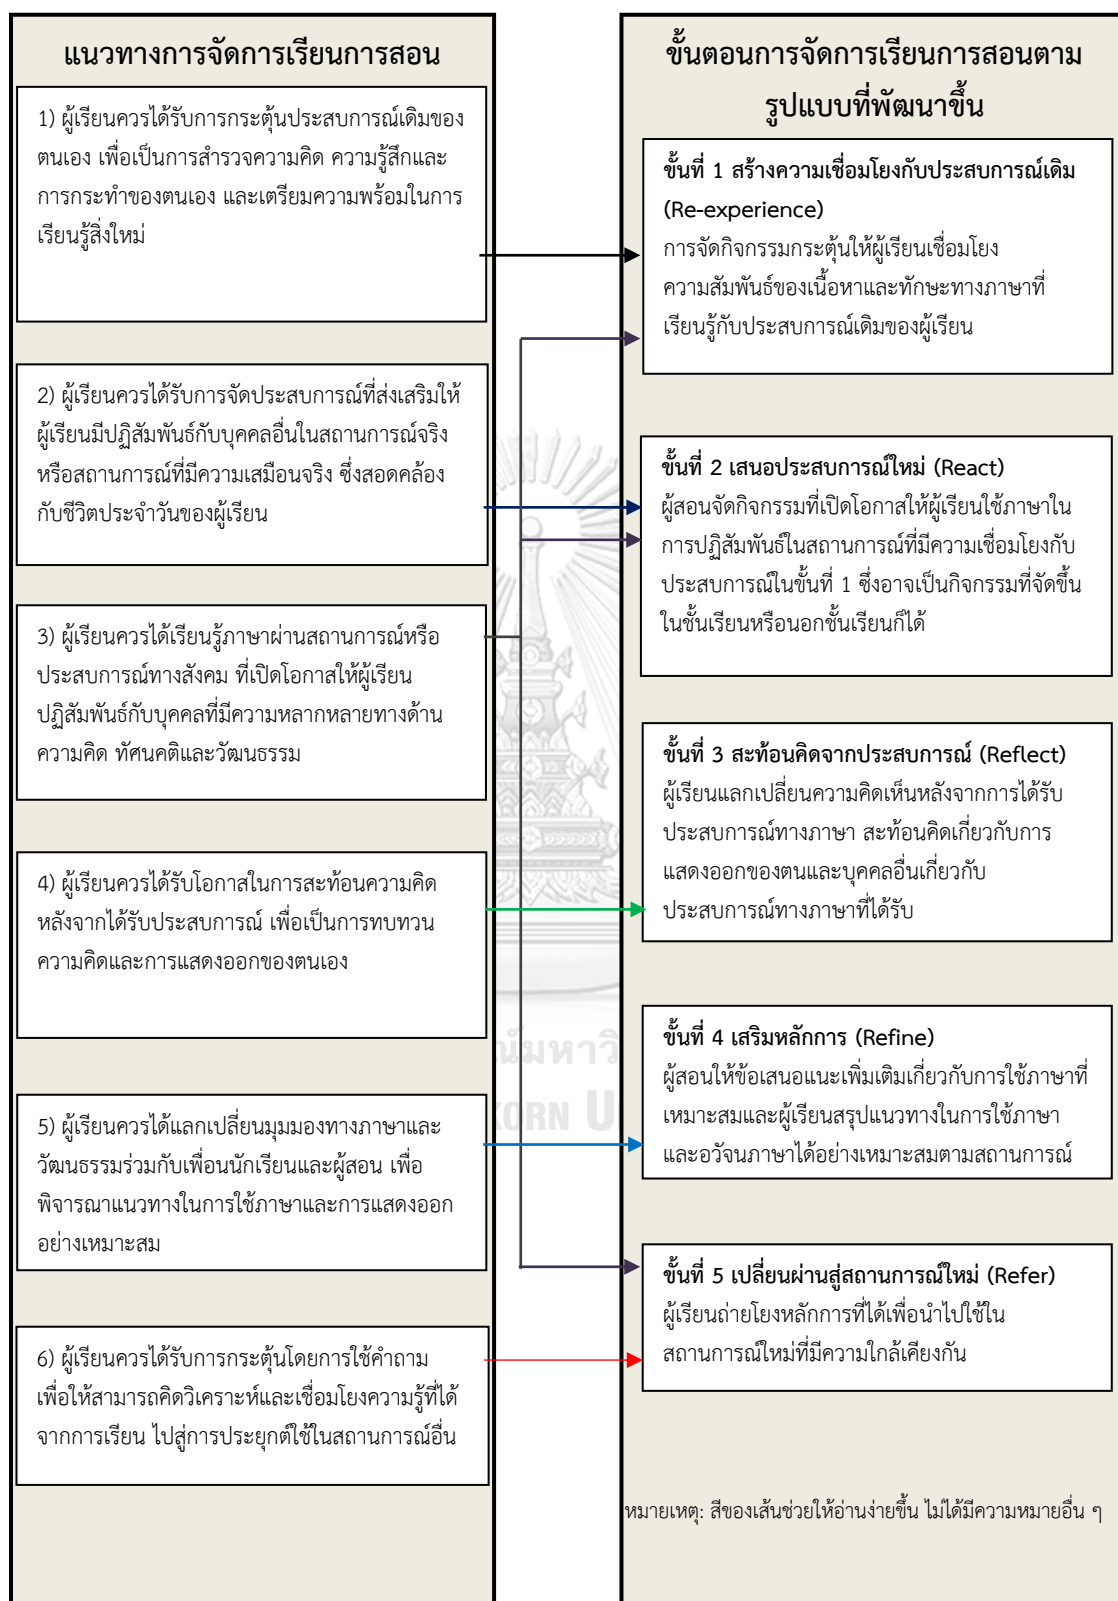 แนวทางการจัดการเรียนการสอน
1) ผู้เรียนควรได้รับการกระตุ้นประสบการณ์เดิมของ
ตนเอง เพื่อเป็นการสำรวจความคิด ความรู้สึกและ
การกระทำของตนเอง และเตรียมความพร้อมในการ
เรียนรู้สิ่งใหม่
2) ผู้เรียนควรได้รับการจัดประสบการณ์ที่ส่งเสริมให้
ผู้เรียนมีปฏิสัมพันธ์กับบุคคลอื่นในสถานการณ์จริง
หรือสถานการณ์ที่มีความเสมือนจริง ซึ่งสอดคล้อง
กับชีวิตประจำวันของผู้เรียน
3) ผู้เรียนควรได้เรียนรู้ภาษาผ่านสถานการณ์หรือ
ประสบการณ์ทางสังคม ที่เปิดโอกาสให้ผู้เรียน
ปฏิสัมพันธ์กับบุคคลที่มีความหลากหลายทางด้าน
ความคิด ทัศนคติและวัฒนธรรม
4) ผู้เรียนควรได้รับโอกาสในการสะท้อนความคิด
หลังจากได้รับประสบการณ์ เพื่อเป็นการทบทวน
ความคิดและการแสดงออกของตนเอง
5) ผู้เรียนควรได้แลกเปลี่ยนมุมมองทางภาษาและ
วัฒนธรรมร่วมกับเพื่อนนักเรียนและผู้สอน เพื่อ
พิจารณาแนวทางในการใช้ภาษาและการแสดงออก
อย่างเหมาะสม
6) ผู้เรียนควรได้รับการกระตุ้นโดยการใช้คำถาม
เพื่อให้สามารถคิดวิเคราะห์และเชื่อมโยงความรู้ที่ได้
จากการเรียน ไปสู่การประยุกต์ใช้ในสถานการณ์อื่น
ขั้นตอนการจัดการเรียนการสอนตาม
รูปแบบที่พัฒนาขึ้น
ขั้นที่ 1 สร้างความเชื่อมโยงกับประสบการณ์เดิม
(Re-experience)
การจัดกิจกรรมกระตุ้นให้ผู้เรียนเชื่อมโยง
ความสัมพันธ์ของเนื้อหาและทักษะทางภาษาที่
เรียนรู้กับประสบการณ์เดิมของผู้เรียน
ขั้นที่ 2 เสนอประสบการณ์ใหม่ (React)
ผู้สอนจัดกิจกรรมที่เปิดโอกาสให้ผู้เรียนใช้ภาษาใน
การปฏิสัมพันธ์ในสถานการณ์ที่มีความเชื่อมโยงกับ
ประสบการณ์ในขั้นที่ 1 ซึ่งอาจเป็นกิจกรรมที่จัดขึ้น
ในชั้นเรียนหรือนอกชั้นเรียนก็ได้
ขั้นที่ 3 สะท้อนคิดจากประสบการณ์ (Reflect)
ผู้เรียนแลกเปลี่ยนความคิดเห็นหลังจากการได้รับ
ประสบการณ์ทางภาษา สะท้อนคิดเกี่ยวกับการ
แสดงออกของตนและบุคคลอื่นเกี่ยวกับ
ประสบการณ์ทางภาษาที่ได้รับ
ขั้นที่ 4 เสริมหลักการ (Refine)
ผู้สอนให้ข้อเสนอแนะเพิ่มเติมเกี่ยวกับการใช้ภาษาที่
เหมาะสมและผู้เรียนสรุปแนวทางในการใช้ภาษา
และอวัจนภาษาได้อย่างเหมาะสมตามสถานการณ์
ขั้นที่ 5 เปลี่ยนผ่านสู่สถานการณ์ใหม่ (Refer)
ผู้เรียนถ่ายโยงหลักการที่ได้เพื่อนำไปใช้ใน
สถานการณ์ใหม่ที่มีความใกล้เคียงกัน
หมายเหตุ: สีของเส้นช่วยให้อ่านง่ายขึ้น ไม่ได้มีความหมายอื่น ๆ